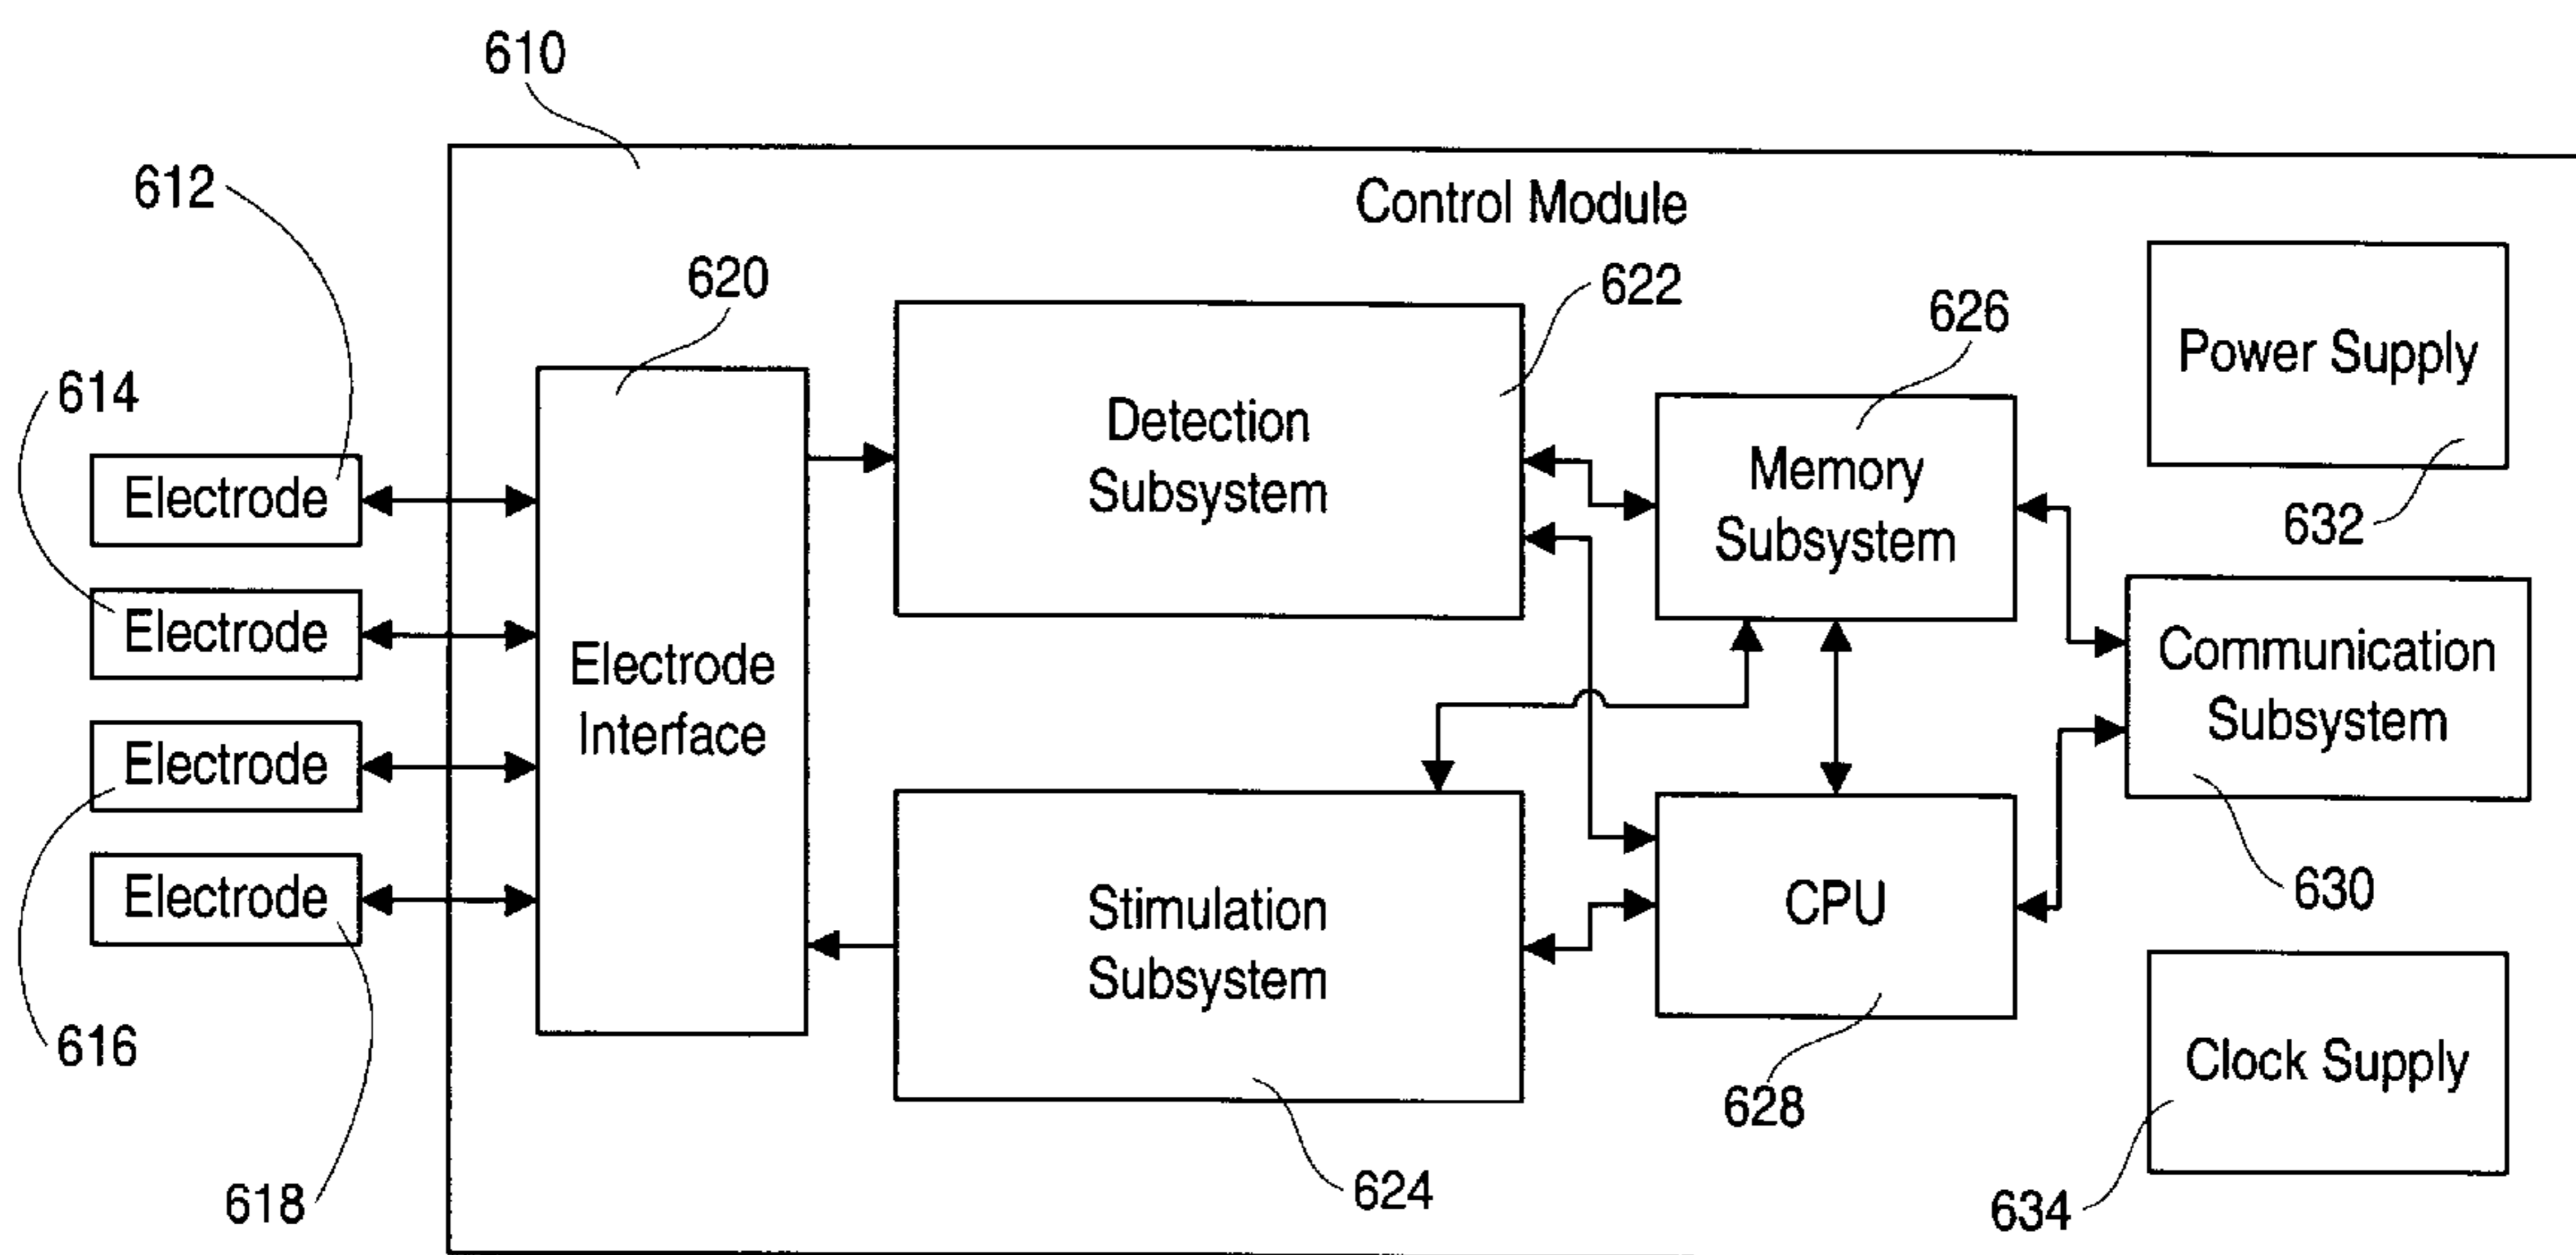 610
Control Module
612
614
Electrode
Electrode
Electrode
Electrode
616
618
620
Electrode
Interface
622
Detection
Subsystem
Stimulation
Subsystem
624
626
Memory
Subsystem
CPU
628
Power Supply
632
Communication
Subsystem
630
Clock Supply
634